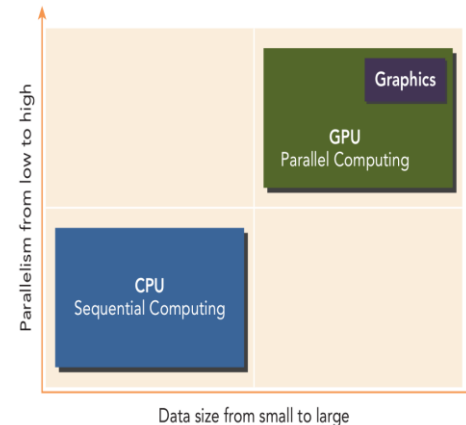 Parallelism from low to high
Graphics
GPU
Parallel Computing
CPU
Sequential Computing
Data size from small to large